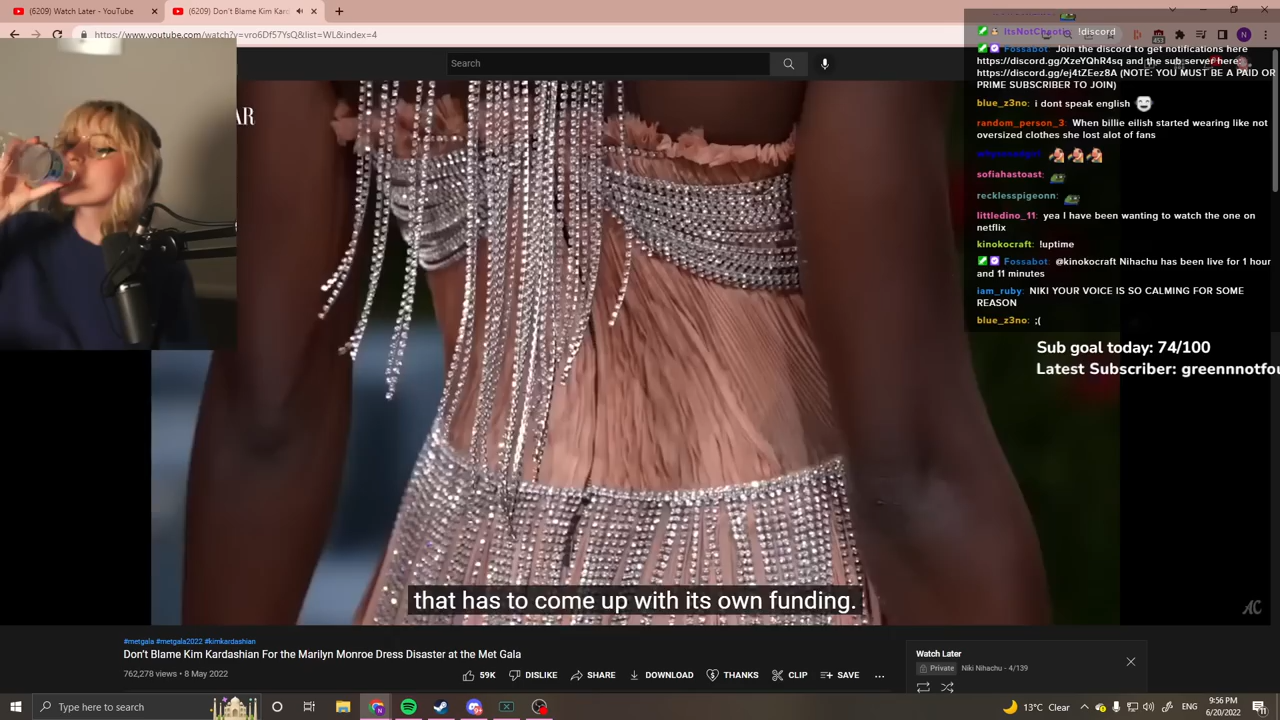 (6209) Watch Later - YouTube
(6209) Don't Blame Kim Kard
https://www.youtube.com/watch?v=vro6Df57YsQ&list=WL&index=4
Search
453
N
AR
ItsNotChaotic !discord
Fossabot: Join the discord to get notifications here
https://discord.gg/XzeYQhR4sq and the sub server here:
https://discord.gg/ej4tZEez8A (NOTE: YOU MUST BE A PAID OR
PRIME SUBSCRIBER TO JOIN)
blue_z3no: i dont speak english
random_person_3: When billie eilish started wearing like not
oversized clothes she lost alot of fans
sofiahastoast:
recklesspigeonn:
littledino_11: yea I have been wanting to watch the one on
netflix
kinokocraft: !uptime
Fossabot: @kinokocraft Nihachu has been live for 1 hour
and 11 minutes
iam_ruby: NIKI YOUR VOICE IS SO CALMING FOR SOME
REASON
blue_z3no: ;(
Sub goal today: 74/100
Latest Subscriber: greennnotfou
that has to come up with its own funding.
AC
#metgala #metgala2022 #kimkardashian
Don't Blame Kim Kardashian For the Marilyn Monroe Dress Disaster at the Met Gala
762,278 views • 8 May 2022
59K DISLIKE SHARE DOWNLOAD THANKS CLIP SAVE
Watch Later
Private Niki Nihachu - 4/139
Type here to search
13°C Clear
9:56 PM
6/20/2022